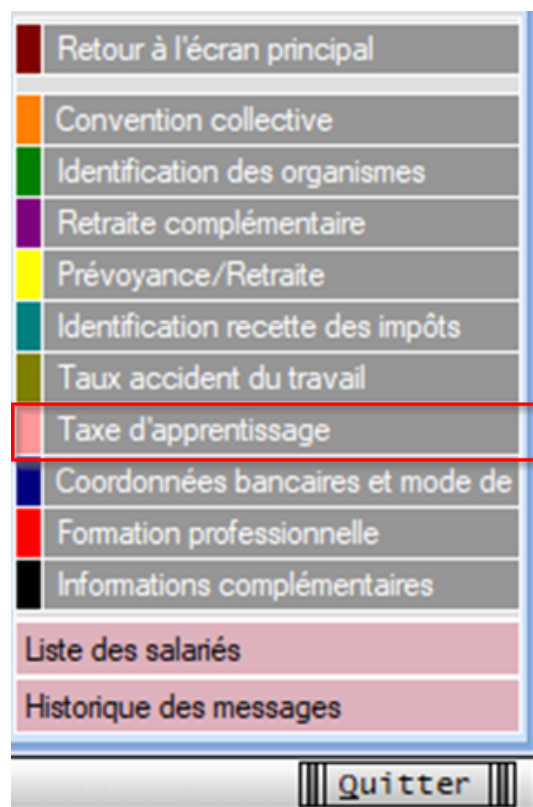 Retour à l'écran principal
Convention collective
Identification des organismes
Retraite complémentaire
Prévoyance/Retraite
Identification recette des impôts
Taux accident du travail
Taxe d'apprentissage
Coordonnées bancaires et mode de
Formation professionnelle
Informations complémentaires
Liste des salariés
Historique des messages
Quitter